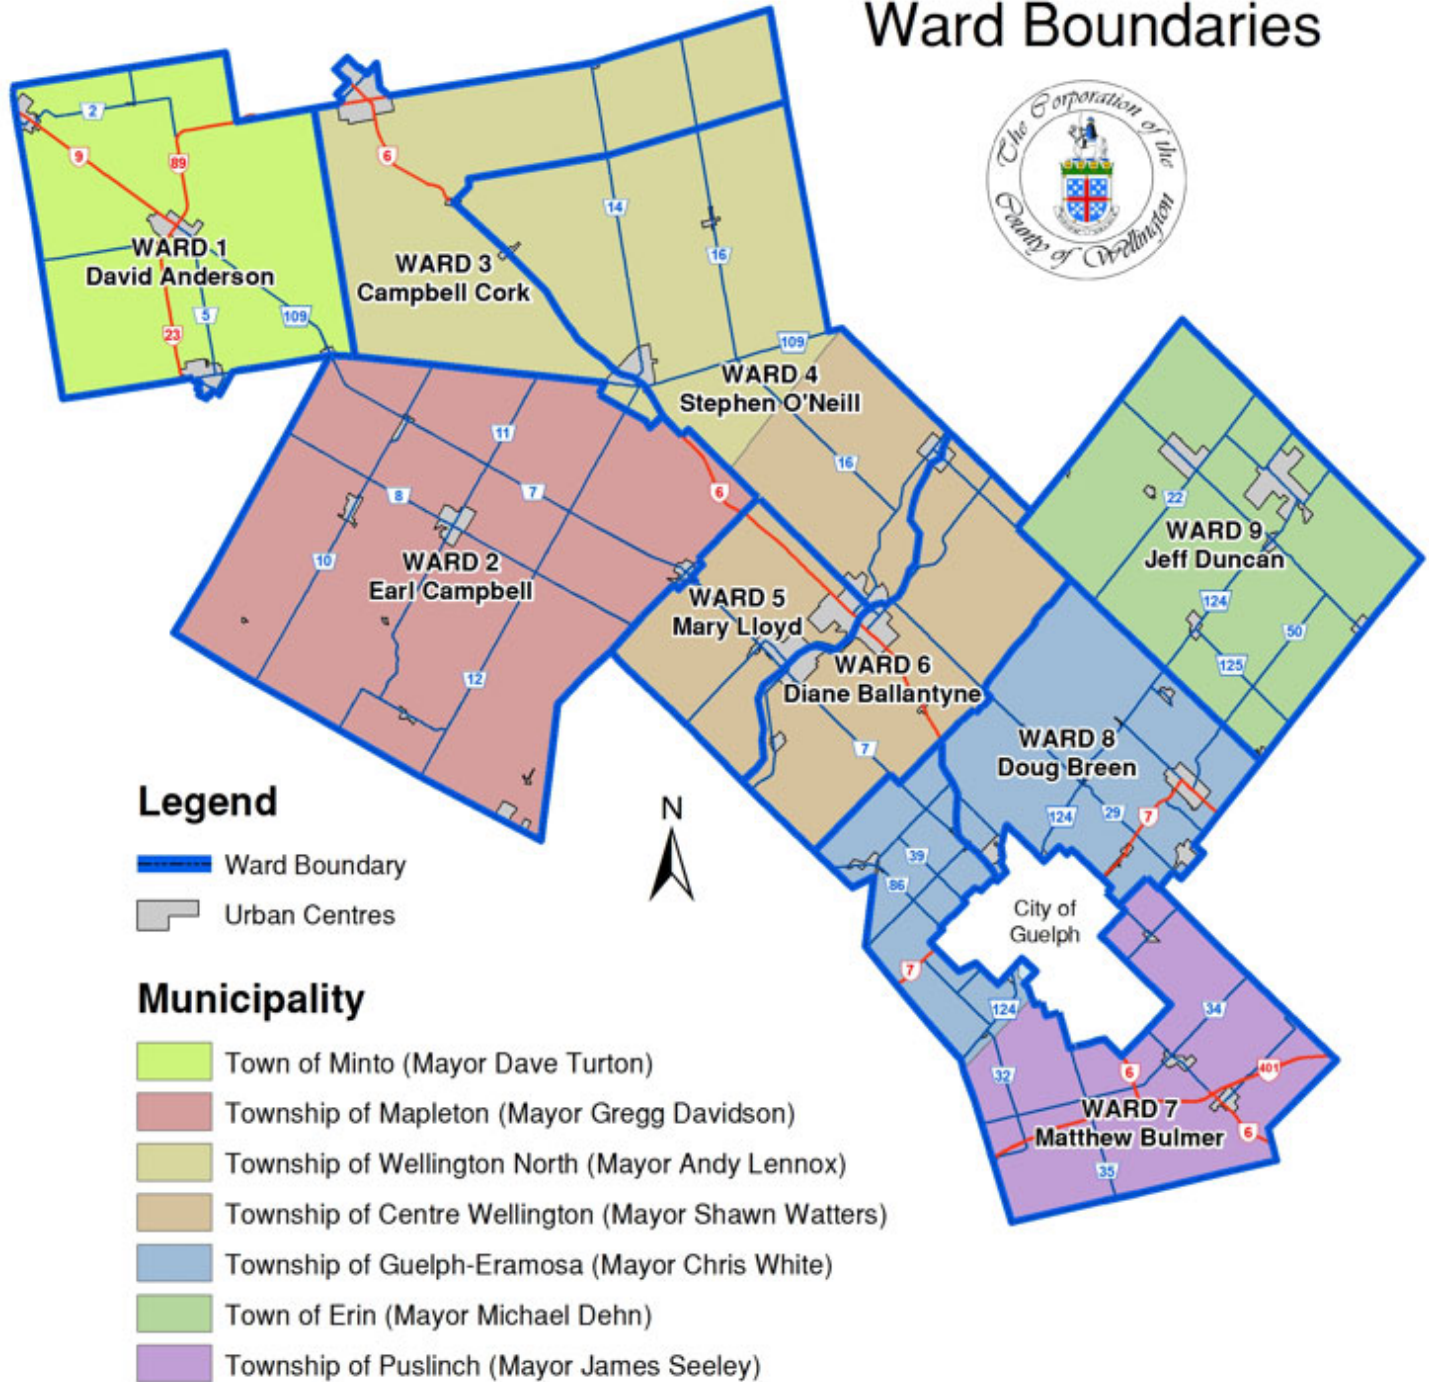 Ward Boundaries
The Corporation of the
County of Wellington
2
9
89
WARD 1
David Anderson
5
23
109
6
WARD 3
Campbell Cork
14
16
109
WARD 4
Stephen O'Neill
16
11
8
7
6
10
WARD 2
Earl Campbell
12
WARD 5
Mary Lloyd
WARD 6
Diane Ballantyne
7
22
WARD 9
Jeff Duncan
124
50
125
WARD 8
Doug Breen
124
29
7
39
86
City of
Guelph
7
124
34
32
6
401
WARD 7
Matthew Bulmer
6
35
N
Legend
Ward Boundary
Urban Centres
Municipality
Town of Minto (Mayor Dave Turton)
Township of Mapleton (Mayor Gregg Davidson)
Township of Wellington North (Mayor Andy Lennox)
Township of Centre Wellington (Mayor Shawn Watters)
Township of Guelph-Eramosa (Mayor Chris White)
Town of Erin (Mayor Michael Dehn)
Township of Puslinch (Mayor James Seeley)